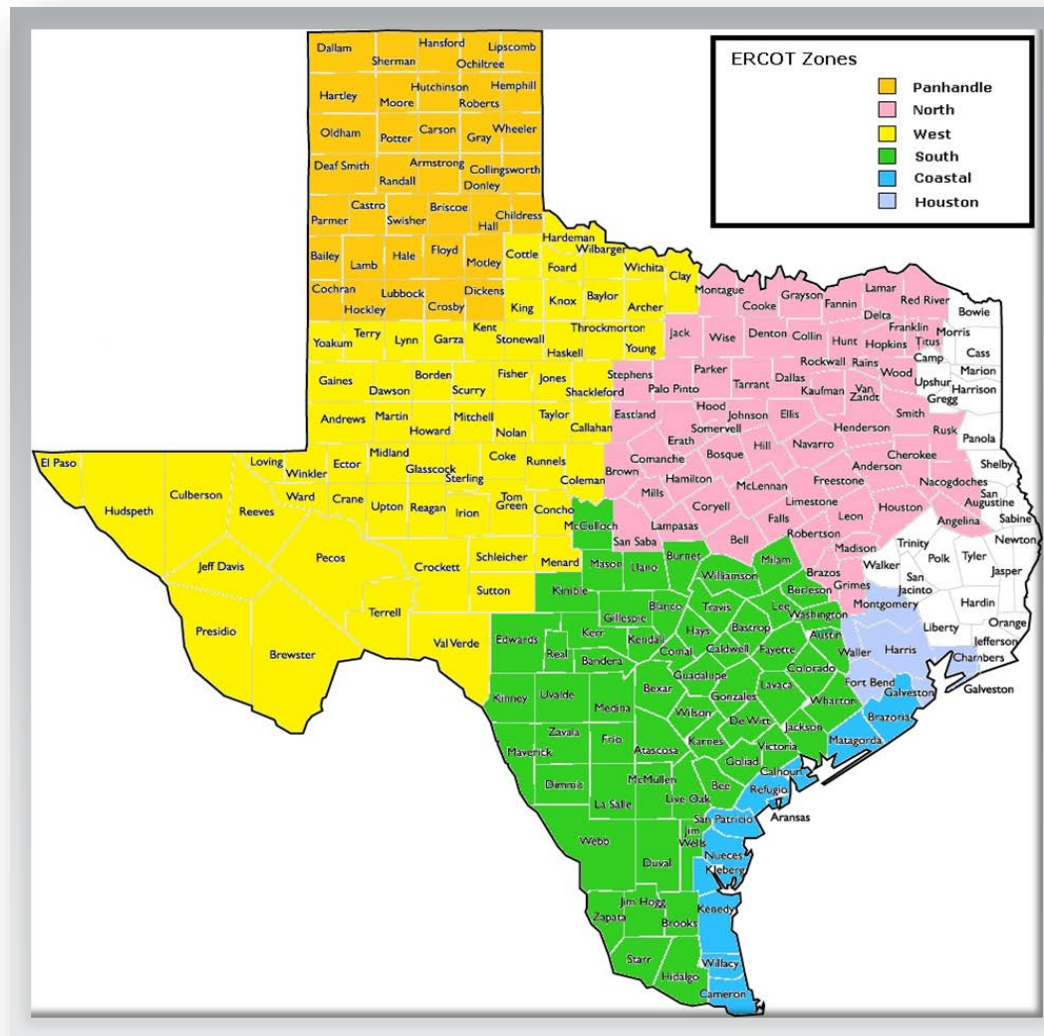 ERCOT Zones
Panhandle
North
West
South
Coastal
Houston
Dallam
Sherman
Hansford
Ochiltree
Lipscomb
Hartley
Moore
Hutchinson
Roberts
Hemphill
Oldham
Potter
Carson
Gray
Wheeler
Deaf Smith
Randall
Armstrong
Donley
Collingsworth
Parmer
Castro
Swisher
Briscoe
Hall
Childress
Bailey
Lamb
Hale
Floyd
Motley
Cottle
Hardeman
Foard
Wilbarger
Wichita
Clay
Cochran
Hockley
Lubbock
Crosby
Dickens
King
Knox
Baylor
Archer
Montague
Cooke
Grayson
Fannin
Lamar
Red River
Delta
Bowie
Yoakum
Terry
Lynn
Garza
Kent
Stonewall
Haskell
Throckmorton
Young
Jack
Wise
Denton
Collin
Hunt
Hopkins
Franklin
Titus
Morris
Camp
Cass
Marion
Gaines
Dawson
Borden
Scurry
Fisher
Jones
Shackleford
Stephens
Palo Pinto
Parker
Tarrant
Dallas
Rockwall
Rains
Kaufman
Van
Zandt
Wood
Upshur
Gregg
Harrison
Andrews
Martin
Howard
Mitchell
Nolan
Taylor
Callahan
Eastland
Erath
Hood
Somervell
Johnson
Ellis
Henderson
Smith
Rusk
Panola
El Paso
Hudspeth
Culberson
Loving
Winkler
Ector
Midland
Glasscock
Sterling
Coke
Runnels
Coleman
Brown
Comanche
Hamilton
Bosque
Hill
Navarro
Anderson
Cherokee
Nacogdoches
Shelby
San
Augustine
Sabine
Reeves
Ward
Crane
Upton
Reagan
Irion
Tom
Green
Concho
McCulloch
Mills
San Saba
Lampasas
Coryell
McLennan
Limestone
Freestone
Falls
Leon
Houston
Angelina
Newton
Jeff Davis
Pecos
Crockett
Schleicher
Menard
Sutton
Mason
Llano
Burnet
Bell
Milam
Robertson
Madison
Trinity
Walker
Polk
Tyler
Jasper
Presidio
Brewster
Terrell
Val Verde
Kimble
Edwards
Gillespie
Kerr
Real
Bandera
Kendall
Blanco
Williamson
Travis
Hays
Comal
Bastrop
Caldwell
Lee
Burleson
Brazos
Grimes
Washington
Austin
Fayette
Montgomery
San
Jacinto
Liberty
Hardin
Orange
Jefferson
Chambers
Waller
Harris
Fort Bend
Galveston
Galveston
Kinney
Uvalde
Medina
Bexar
Guadalupe
Gonzales
Lavaca
Colorado
Wharton
Brazoria
Matagorda
Maverick
Zavala
Frio
Atascosa
Wilson
Karnes
De Witt
Jackson
Victoria
Goliad
Calhoun
Refugio
Aransas
Dimmit
La Salle
McMullen
Live Oak
Bee
San Patricio
Webb
Duval
Jim
Wells
Nueces
Kleberg
Zapata
Jim Hogg
Brooks
Kenedy
Starr
Hidalgo
Willacy
Cameron